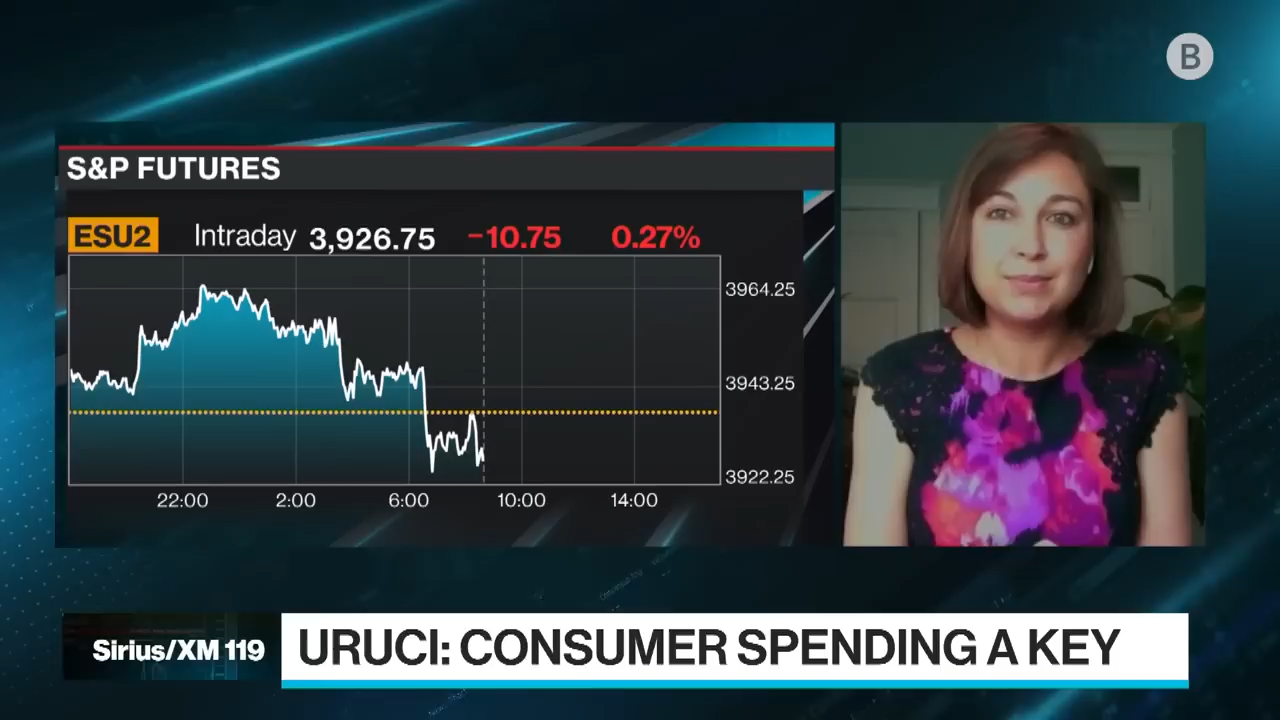 B
S&P FUTURES
ESU2 Intraday 3,926.75 -10.75 0.27%
3964.25
3943.25
3922.25
22:00 2:00 6:00 10:00 14:00
Sirius/XM 119
URUCI: CONSUMER SPENDING A KEY